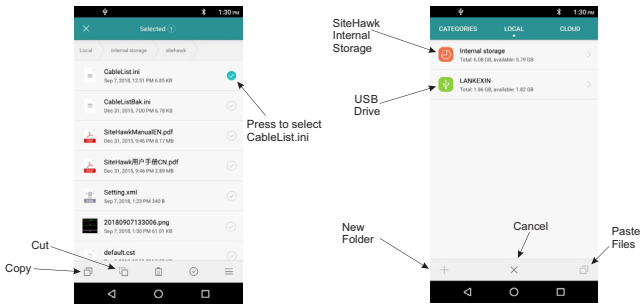 1:30 PM
Selected 1
Local
Internal storage
sitehawk
CableList.ini
Sep 7, 2018, 12:51 PM 6.85 KB
CableListBak.ini
Dec 31, 2015, 7:00 PM 6.78 KB
SiteHawkManualEN.pdf
Dec 31, 2015, 9:46 PM 8.17 MB
SiteHawk用户手册CN.pdf
Dec 31, 2015, 9:46 PM 2.89 MB
Setting.xml
Sep 7, 2018, 1:23 PM 340 B
20180907133006.png
Sep 7, 2018, 1:30 PM 61.01 KB
default.cst
Press to select
CableList.ini
Cut
Copy
SiteHawk
Internal
Storage
USB
Drive
New
Folder
1:30 PM
CATEGORIES LOCAL CLOUD
Internal storage
Total: 6.08 GB, available: 5.79 GB
LANKEXIN
Total: 1.86 GB, available: 1.82 GB
Cancel
Paste
Files